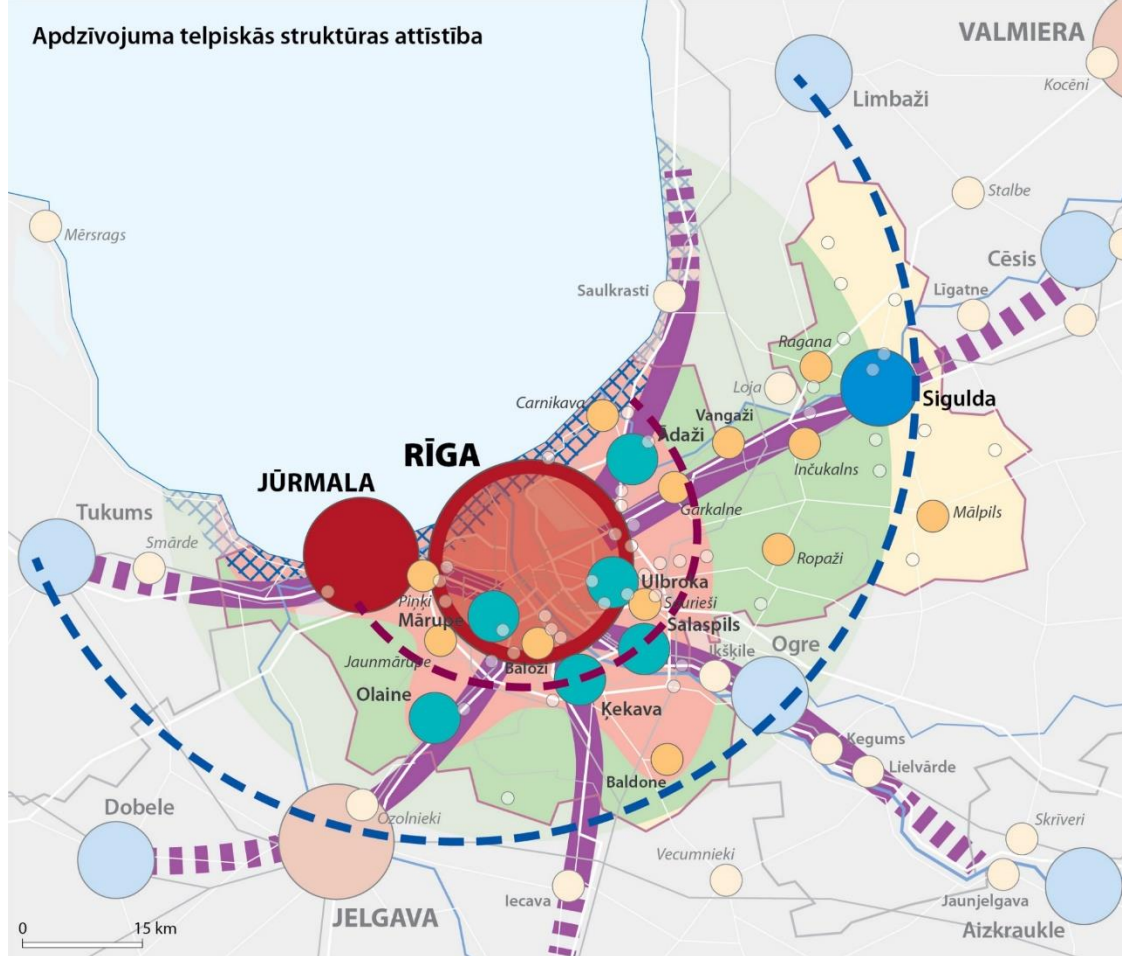 Apdzīvojuma telpiskās struktūras attīstība
VALMIERA
Kocēni
Limbaži
Stalbe
Mērsrags
Cēsis
Saulkrasti
Līgatne
Ragana
Loja
Sigulda
Carnikava
Vangaži
Ādaži
RĪGA
Inčukalns
JŪRMALA
Garkalne
Mālpils
Tukums
Smārde
Ropaži
Ulbroka
Piņķi
Saurieši
Mārupe
Salaspils
Ogre
Ikšķile
Jaunmārupe
Baloži
Olaine
Ķekava
Ķegums
Baldone
Lielvārde
Dobele
Ozolnieki
Skrīveri
Vecumnieki
Iecava
Jaunjelgava
JELGAVA
Aizkraukle
0 15 km